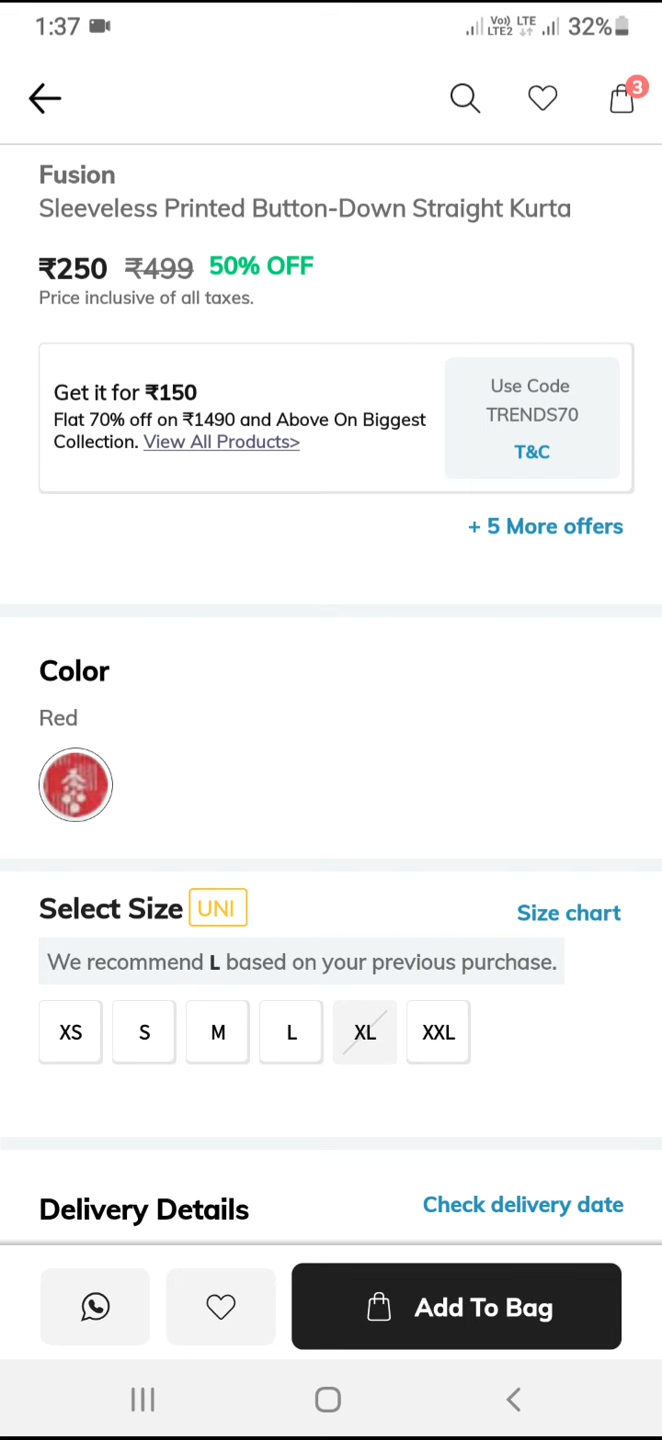 1:37 Vo) LTE LTE2 32%
3
Fusion
Sleeveless Printed Button-Down Straight Kurta
₹250 ₹499 50% OFF
Price inclusive of all taxes.
Get it for ₹150
Flat 70% off on ₹1490 and Above On Biggest
Collection. View All Products>
Use Code
TRENDS70
T&C
+ 5 More offers
Color
Red
Select Size UNI Size chart
We recommend L based on your previous purchase.
XS S M L XL XXL
Delivery Details Check delivery date
Add To Bag